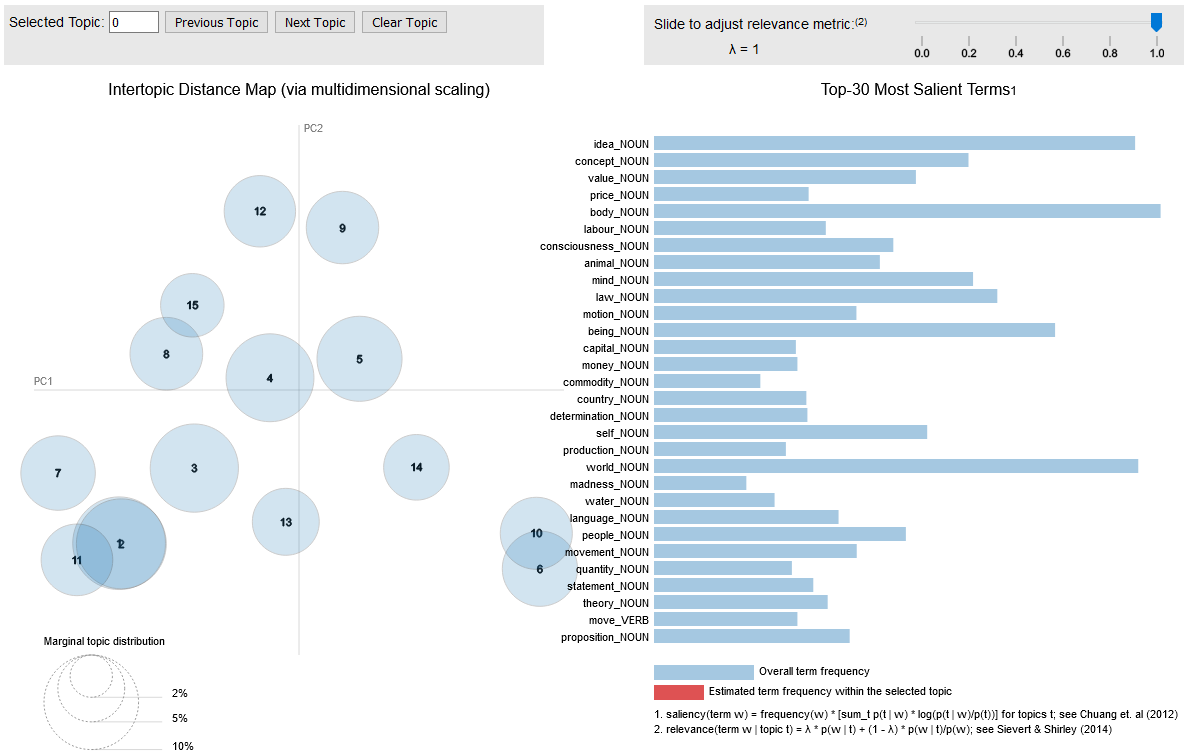 Selected Topic: 0 Previous Topic Next Topic Clear Topic
Slide to adjust relevance metric:(2)
λ = 1
0.0 0.2 0.4 0.6 0.8 1.0
Intertopic Distance Map (via multidimensional scaling)
PC2
PC1
12
9
15
8
5
4
7
3
14
13
10
6
1
2
11
Marginal topic distribution
2%
5%
10%
Top-30 Most Salient Terms1
idea_NOUN
concept_NOUN
value_NOUN
price_NOUN
body_NOUN
labour_NOUN
consciousness_NOUN
animal_NOUN
mind_NOUN
law_NOUN
motion_NOUN
being_NOUN
capital_NOUN
money_NOUN
commodity_NOUN
country_NOUN
determination_NOUN
self_NOUN
production_NOUN
world_NOUN
madness_NOUN
water_NOUN
language_NOUN
people_NOUN
movement_NOUN
quantity_NOUN
statement_NOUN
theory_NOUN
move_VERB
proposition_NOUN
Overall term frequency
Estimated term frequency within the selected topic
1. saliency(term w) = frequency(w) * [sum_t p(t | w) * log(p(t | w)/p(t))] for topics t; see Chuang et. al (2012)
2. relevance(term w | topic t) = λ * p(w | t) + (1 - λ) * p(w | t)/p(w); see Sievert & Shirley (2014)